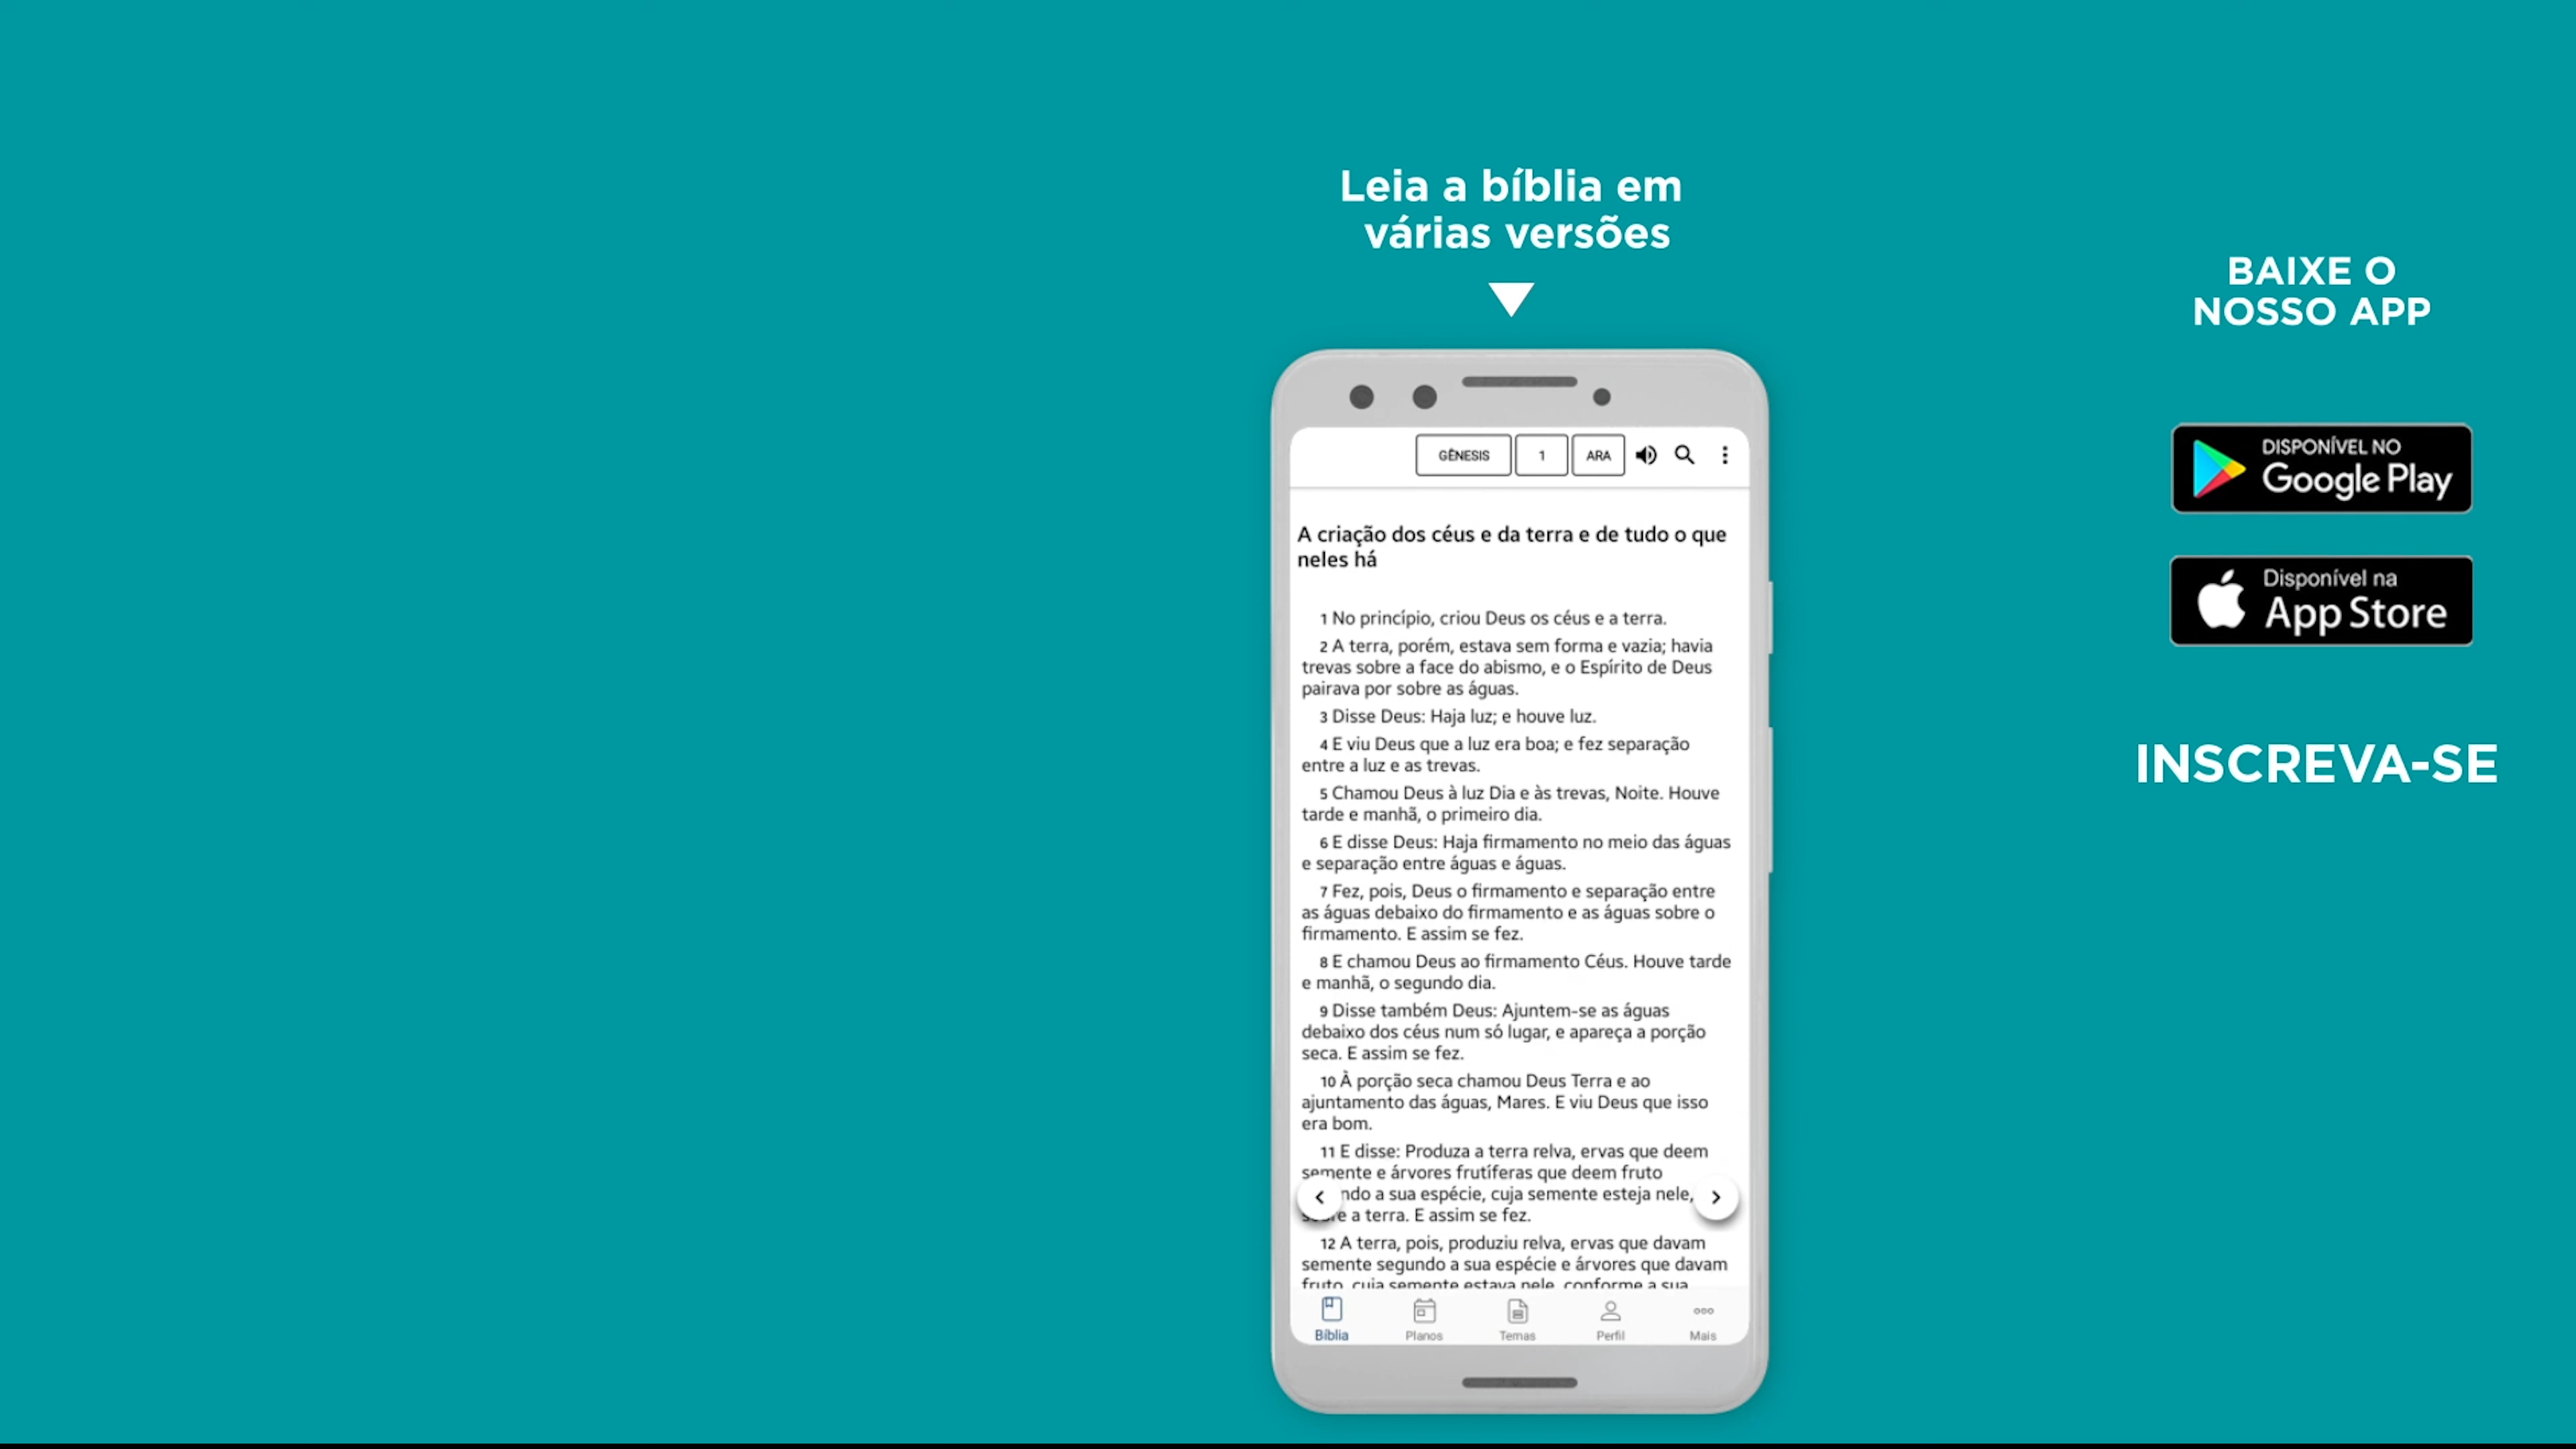 Leia a bíblia em
várias versões
BAIXE O
NOSSO APP
DISPONÍVEL NO
Google Play
Disponível na
App Store
INSCREVA-SE
GÊNESIS 1 ARA
A criação dos céus e da terra e de tudo o que
neles há
1 No princípio, criou Deus os céus e a terra.
2 A terra, porém, estava sem forma e vazia; havia
trevas sobre a face do abismo, e o Espírito de Deus
pairava por sobre as águas.
3 Disse Deus: Haja luz; e houve luz.
4 E viu Deus que a luz era boa; e fez separação
entre a luz e as trevas.
5 Chamou Deus à luz Dia e às trevas, Noite. Houve
tarde e manhã, o primeiro dia.
6 E disse Deus: Haja firmamento no meio das águas
e separação entre águas e águas.
7 Fez, pois, Deus o firmamento e separação entre
as águas debaixo do firmamento e as águas sobre o
firmamento. E assim se fez.
8 E chamou Deus ao firmamento Céus. Houve tarde
e manhã, o segundo dia.
9 Disse também Deus: Ajuntem-se as águas
debaixo dos céus num só lugar, e apareça a porção
seca. E assim se fez.
10 À porção seca chamou Deus Terra e ao
ajuntamento das águas, Mares. E viu Deus que isso
era bom.
11 E disse: Produza a terra relva, ervas que deem
semente e árvores frutíferas que deem fruto
a sua espécie, cuja semente esteja nele,
a terra. E assim se fez.
12 A terra, pois, produziu relva, ervas que davam
semente segundo a sua espécie e árvores que davam
fruto, cuja semente estava nele, conforme a sua
Bíblia Planos Temas Perfil Mais